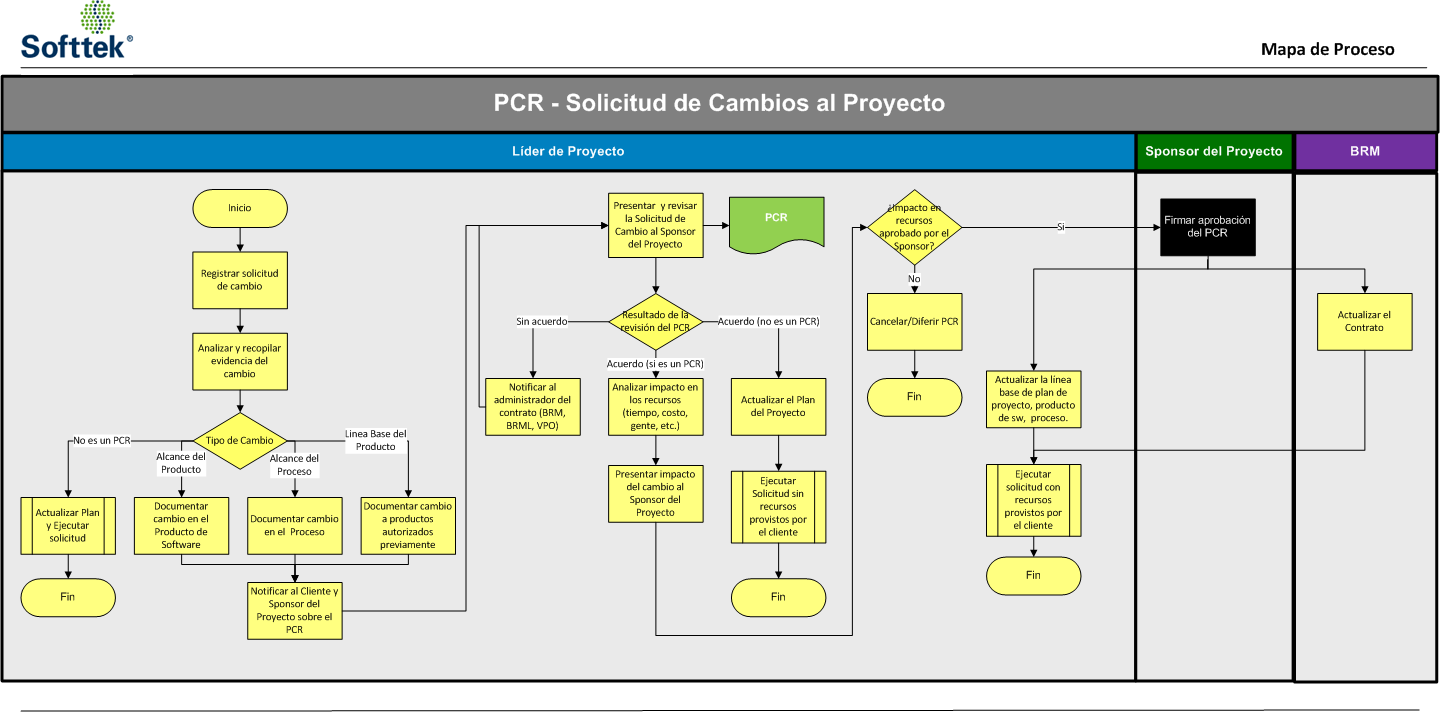 Softtek®
Mapa de Proceso
PCR - Solicitud de Cambios al Proyecto
Líder de Proyecto
Sponsor del Proyecto
BRM
Inicio
Registrar solicitud
de cambio
Analizar y recopilar
evidencia del
cambio
Tipo de Cambio
No es un PCR
Alcance del
Producto
Alcance del
Proceso
Linea Base del
Producto
Actualizar Plan
y Ejecutar
solicitud
Documentar
cambio en el
Producto de
Software
Documentar cambio
en el Proceso
Documentar cambio
a productos
autorizados
previamente
Fin
Notificar al Cliente y
Sponsor del
Proyecto sobre el
PCR
Presentar y revisar
la Solicitud de
Cambio al Sponsor
del Proyecto
PCR
Resultado de la
revisión del PCR
Sin acuerdo
Acuerdo (no es un PCR)
Acuerdo (si es un PCR)
Notificar al
administrador del
contrato (BRM,
BRML, VPO)
Analizar impacto en
los recursos
(tiempo, costo,
gente, etc.)
Actualizar el Plan
del Proyecto
Presentar impacto
del cambio al
Sponsor del
Proyecto
Ejecutar
Solicitud sin
recursos
provistos por
el cliente
Fin
¿Impacto en
recursos
aprobado por el
Sponsor?
Si
No
Cancelar/Diferir PCR
Fin
Firmar aprobación
del PCR
Actualizar la línea
base de plan de
proyecto, producto
de sw, proceso.
Ejecutar
solicitud con
recursos
provistos por
el cliente
Fin
Actualizar el
Contrato